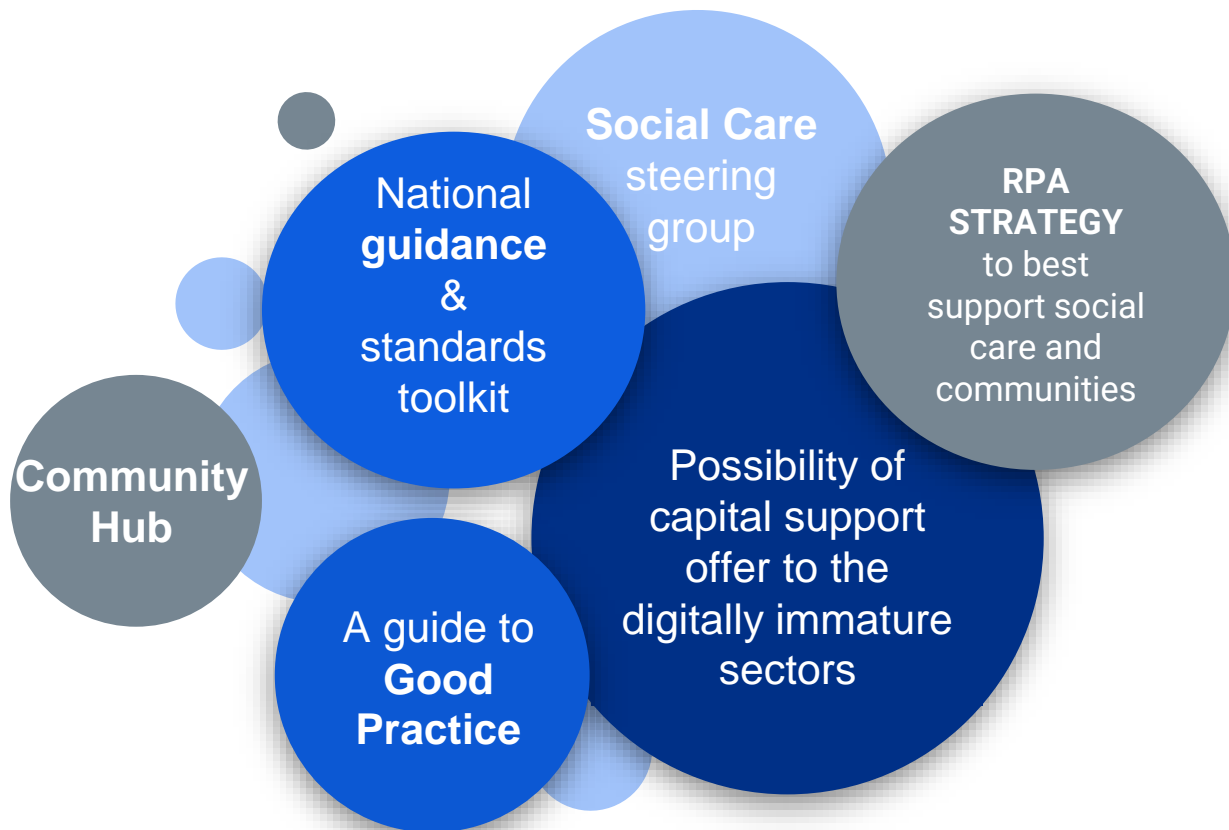 Social Care
steering
group
National
guidance
&
standards
toolkit
RPA
STRATEGY
to best
support social
care and
communities
Community
Hub
Possibility of
capital support
offer to the
digitally immature
sectors
A guide to
Good
Practice